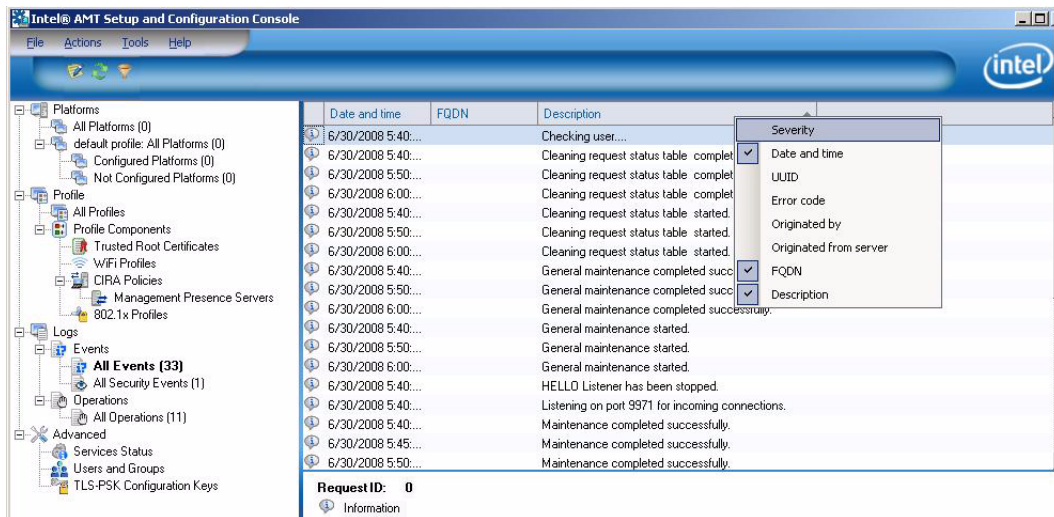 Intel® AMT Setup and Configuration Console
File Actions Tools Help
intel
Platforms
All Platforms (0)
default profile: All Platforms (0)
Configured Platforms (0)
Not Configured Platforms (0)
Profile
All Profiles
Profile Components
Trusted Root Certificates
WiFi Profiles
CIRA Policies
Management Presence Servers
802.1x Profiles
Logs
Events
All Events (33)
All Security Events (1)
Operations
All Operations (11)
Advanced
Services Status
Users and Groups
TLS-PSK Configuration Keys
Date and time FQDN Description
6/30/2008 5:40:... Checking user....
6/30/2008 5:40:... Cleaning request status table complet
6/30/2008 5:50:... Cleaning request status table complet
6/30/2008 6:00:... Cleaning request status table complet
6/30/2008 5:40:... Cleaning request status table started.
6/30/2008 5:50:... Cleaning request status table started.
6/30/2008 6:00:... Cleaning request status table started.
6/30/2008 5:40:... General maintenance completed succ
6/30/2008 5:50:... General maintenance completed succ
6/30/2008 6:00:... General maintenance completed successfully.
6/30/2008 5:40:... General maintenance started.
6/30/2008 5:50:... General maintenance started.
6/30/2008 6:00:... General maintenance started.
6/30/2008 5:40:... HELLO Listener has been stopped.
6/30/2008 5:40:... Listening on port 9971 for incoming connections.
6/30/2008 5:40:... Maintenance completed successfully.
6/30/2008 5:45:... Maintenance completed successfully.
6/30/2008 5:50:... Maintenance completed successfully.
Severity
Date and time
UUID
Error code
Originated by
Originated from server
FQDN
Description
Request ID: 0
Information